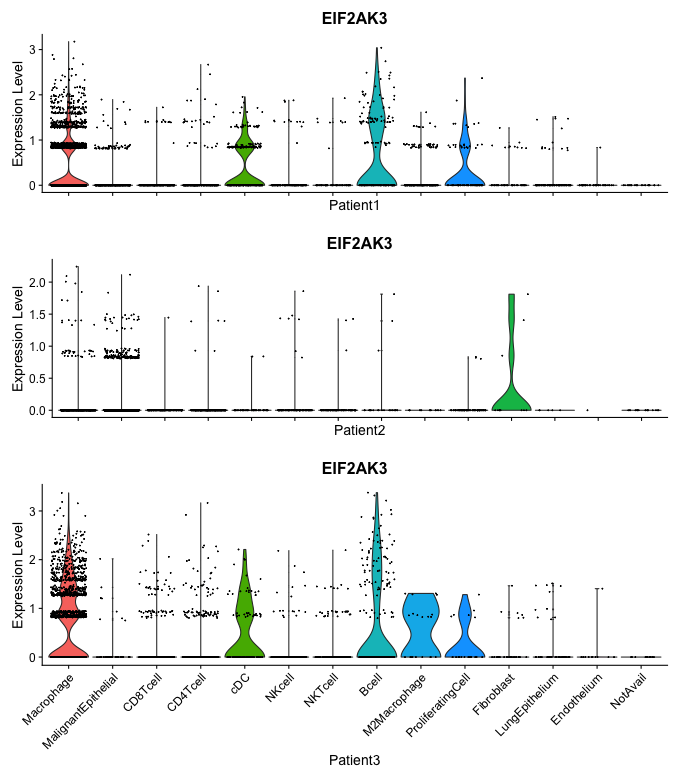 EIF2AK3
Expression Level
3
2
1
0
Patient1
EIF2AK3
Expression Level
2.0
1.5
1.0
0.5
0.0
Patient2
EIF2AK3
Expression Level
3
2
1
0
Macrophage
MalignantEpithelial
CD8Tcell
CD4Tcell
cDC
NKcell
NKTcell
Bcell
M2Macrophage
ProliferatingCell
Fibroblast
LungEpithelium
Endothelium
NotAvail
Patient3